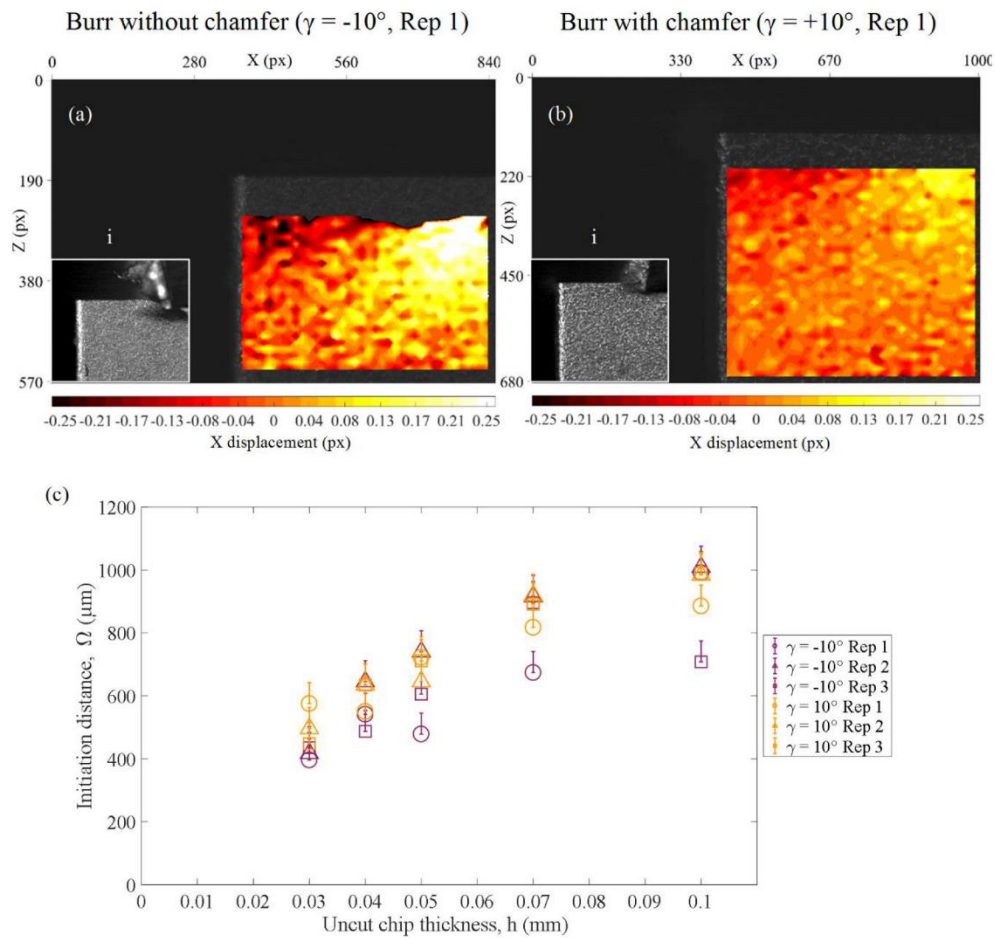 Burr without chamfer (γ = -10°, Rep 1)
Burr with chamfer (γ = +10°, Rep 1)
0 280 X (px) 560 840
0 330 X (px) 670 1000
0
190
Z (px)
380
570
(a)
i
0
220
Z (px)
450
680
(b)
i
-0.25 -0.21 -0.17 -0.13 -0.08 -0.04 0 0.04 0.08 0.13 0.17 0.21 0.25
X displacement (px)
-0.25 -0.21 -0.17 -0.13 -0.08 -0.04 0 0.04 0.08 0.13 0.17 0.21 0.25
X displacement (px)
(c)
1200
1000
800
600
400
200
0
Initiation distance, Ω (μm)
0 0.01 0.02 0.03 0.04 0.05 0.06 0.07 0.08 0.09 0.1
Uncut chip thickness, h (mm)
γ = -10° Rep 1
γ = -10° Rep 2
γ = -10° Rep 3
γ = 10° Rep 1
γ = 10° Rep 2
γ = 10° Rep 3